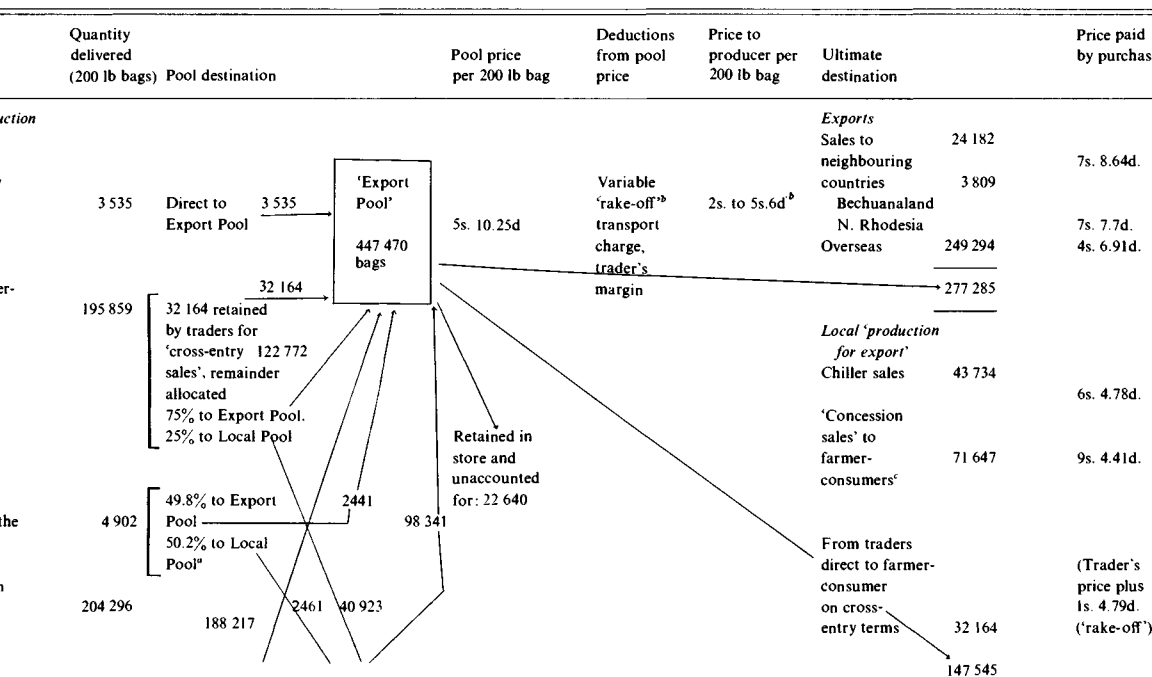 Quantity
delivered
(200 lb bags)
Pool destination
Pool price
per 200 lb bag
Deductions
from pool
price
Price to
producer per
200 lb bag
Ultimate
destination
Price paid
by purchas
uction
3 535
Direct to
Export Pool
3 535
'Export
Pool'
447 470
bags
5s. 10.25d
Variable
'rake-off'ᵇ
transport
charge,
trader's
margin
2s. to 5s.6dᵇ
Exports
Sales to 24 182
neighbouring
countries 3 809
Bechuanaland
N. Rhodesia
Overseas 249 294
277 285
7s. 8.64d.
7s. 7.7d.
4s. 6.91d.
er-
195 859
32 164
32 164 retained
by traders for
'cross-entry 122 772
sales', remainder
allocated
75% to Export Pool.
25% to Local Pool
Retained in
store and
unaccounted
for: 22 640
Local 'production
for export'
Chiller sales 43 734
6s. 4.78d.
'Concession
sales' to
farmer- 71 647
consumersᶜ
9s. 4.41d.
the
4 902
49.8% to Export
Pool
50.2% to Local
Poolᵃ
2441
98 341
From traders
direct to farmer-
consumer
on cross-
entry terms 32 164
147 545
(Trader's
price plus
1s. 4.79d.
('rake-off')
204 296
188 217
2461
40 923